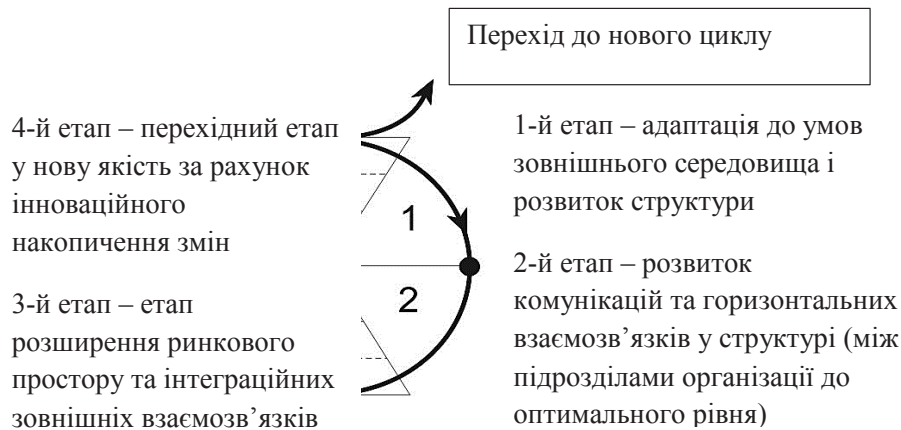 Перехід до нового циклу
4-й етап – перехідний етап
у нову якість за рахунок
інноваційного
накопичення змін
3-й етап – етап
розширення ринкового
простору та інтеграційних
зовнішніх взаємозв’язків
1
2
1-й етап – адаптація до умов
зовнішнього середовища і
розвиток структури
2-й етап – розвиток
комунікацій та горизонтальних
взаємозв’язків у структурі (між
підрозділами організації до
оптимального рівня)